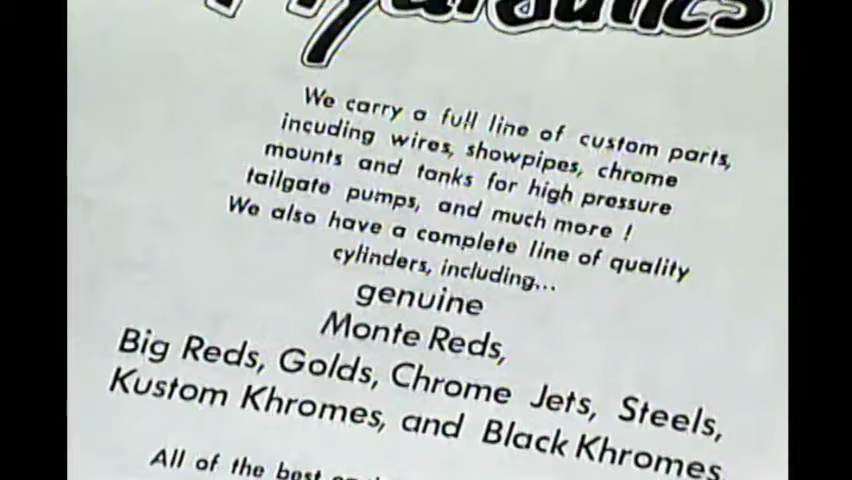 Hydraulics
We carry a full line of custom parts,
incuding wires, showpipes, chrome
mounts and tanks for high pressure
tailgate pumps, and much more !
We also have a complete line of quality
cylinders, including...
genuine
Monte Reds,
Big Reds, Golds, Chrome Jets, Steels,
Kustom Khromes, and Black Khromes
All of the best